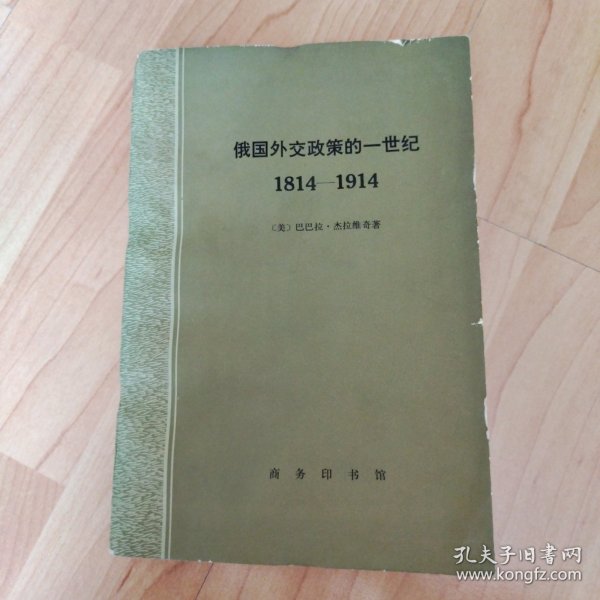 俄国外交政策的一世纪
1814—1914
〔美〕巴巴拉·杰拉维奇著
商务印书馆
孔夫子旧书网
www.kongfz.com